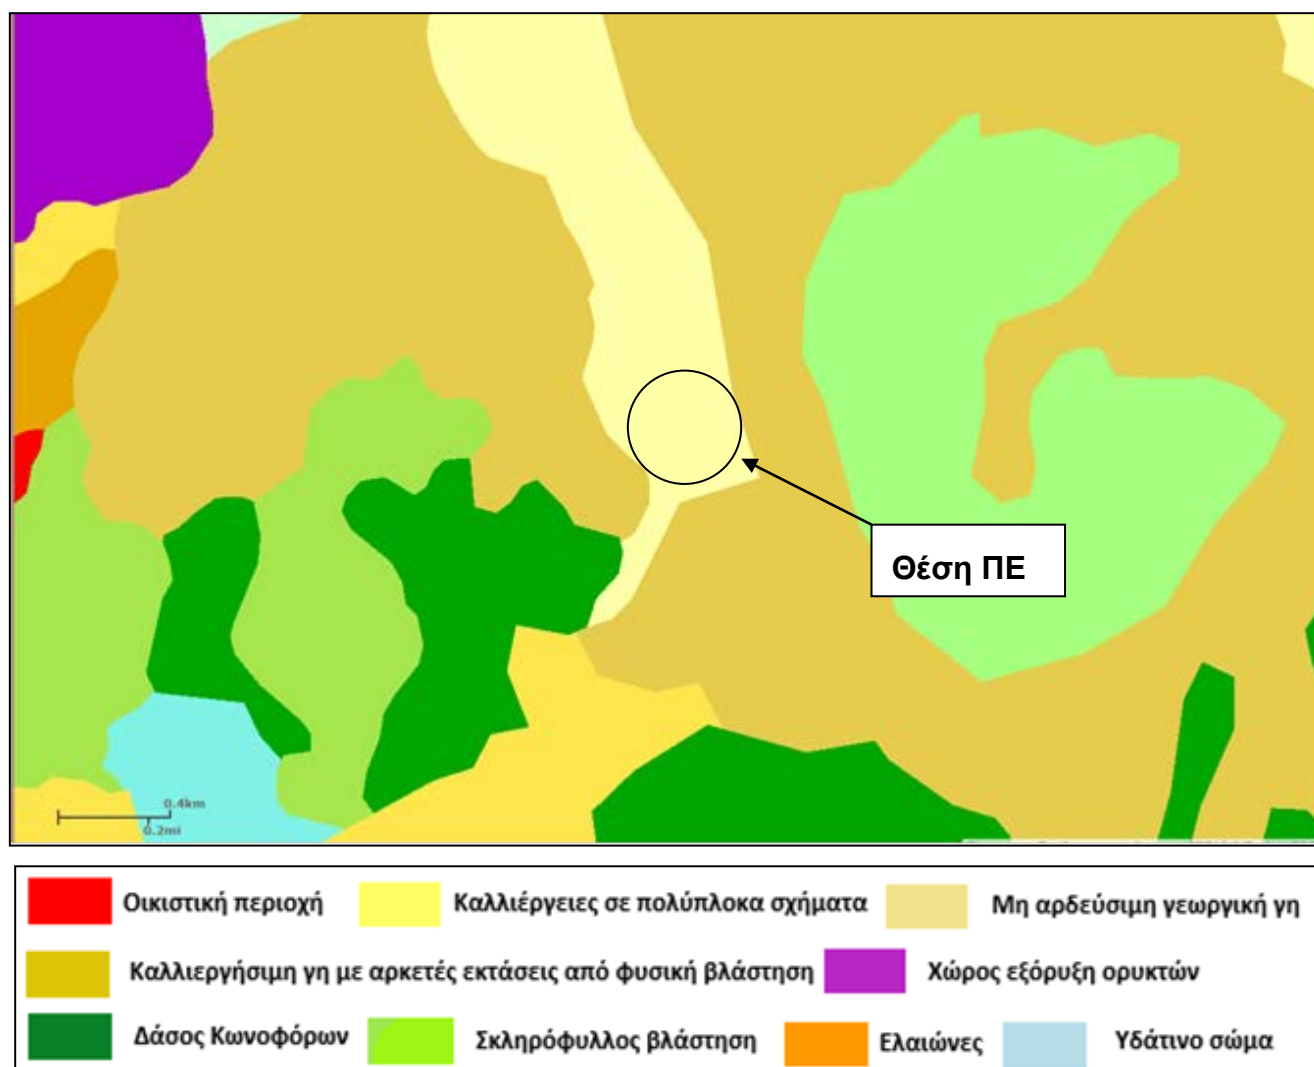 Θέση ΠΕ
0.4km
0.2mi
Οικιστική περιοχή
Καλλιέργειες σε πολύπλοκα σχήματα
Μη αρδεύσιμη γεωργική γη
Καλλιεργήσιμη γη με αρκετές εκτάσεις από φυσική βλάστηση
Χώρος εξόρυξη ορυκτών
Δάσος Κωνοφόρων
Σκληρόφυλλος βλάστηση
Ελαιώνες
Υδάτινο σώμα